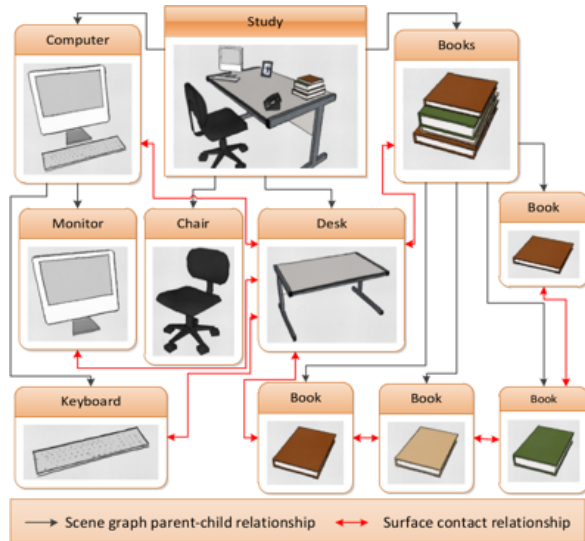 Study
Computer
Books
Book
Monitor
Chair
Desk
Keyboard
Book
Book
Book
Scene graph parent-child relationship
Surface contact relationship